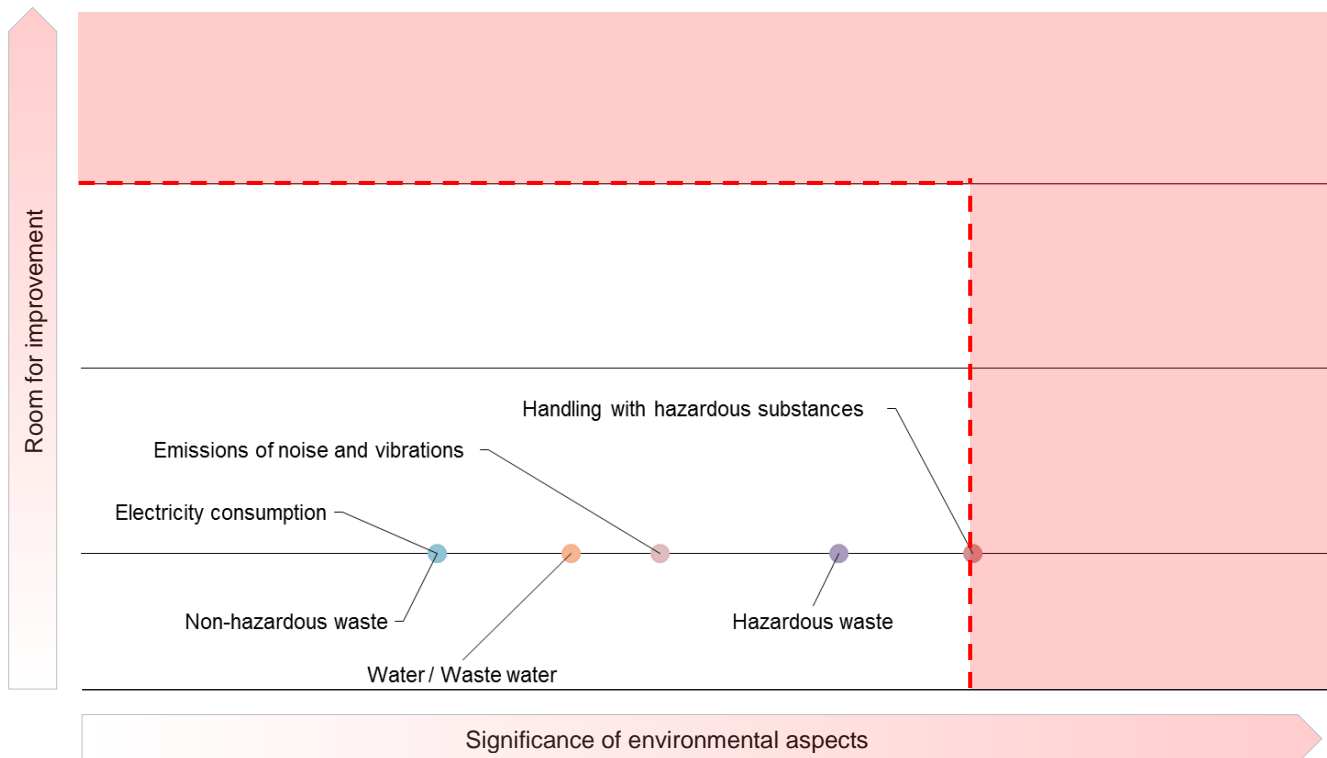 Room for improvement
Handling with hazardous substances
Emissions of noise and vibrations
Electricity consumption
Non-hazardous waste
Hazardous waste
Water / Waste water
Significance of environmental aspects